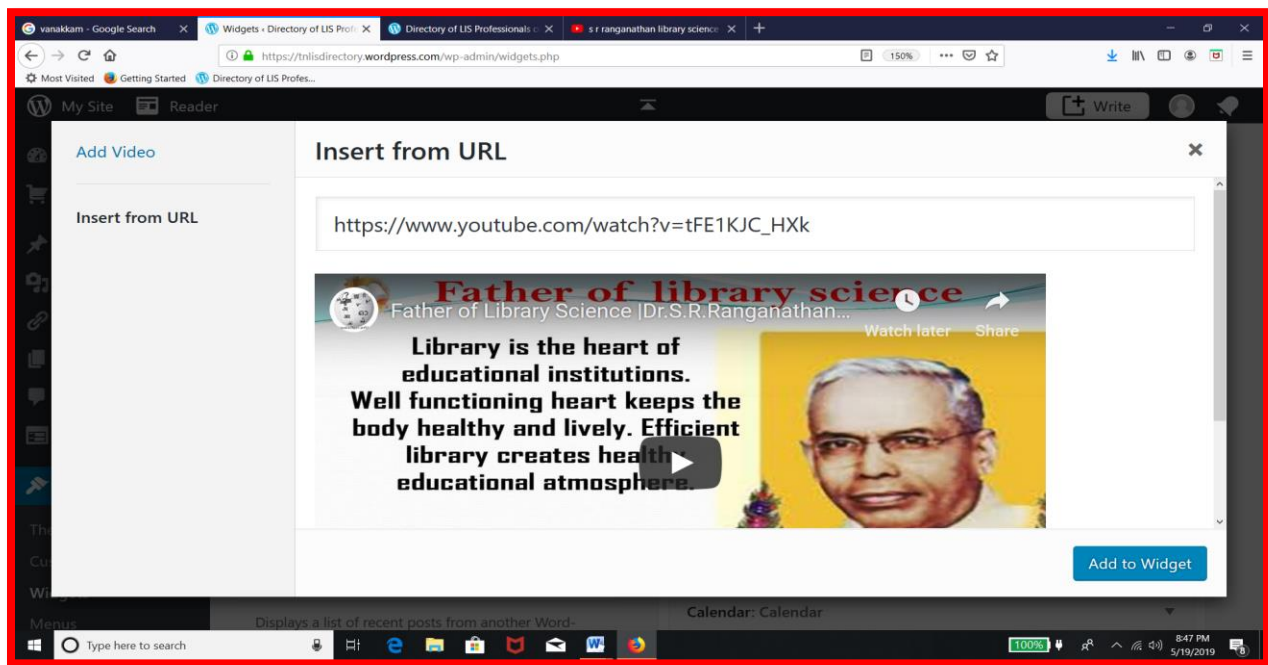 vanakkam - Google Search
Widgets ‹ Directory of LIS Profe
Directory of LIS Professionals o
s r ranganathan library science
https://tnlisdirectory.wordpress.com/wp-admin/widgets.php
150%
Most Visited
Getting Started
Directory of LIS Profes...
My Site
Reader
Write
Add Video
Insert from URL
Insert from URL
https://www.youtube.com/watch?v=tFE1KJC_HXk
Father of library science
Father of Library Science |Dr.S.R.Ranganathan...
Watch later
Share
Library is the heart of
educational institutions.
Well functioning heart keeps the
body healthy and lively. Efficient
library creates healthy
educational atmosphere.
Add to Widget
Menus
Displays a list of recent posts from another Word-
Calendar: Calendar
Type here to search
100%
8:47 PM
5/19/2019
8